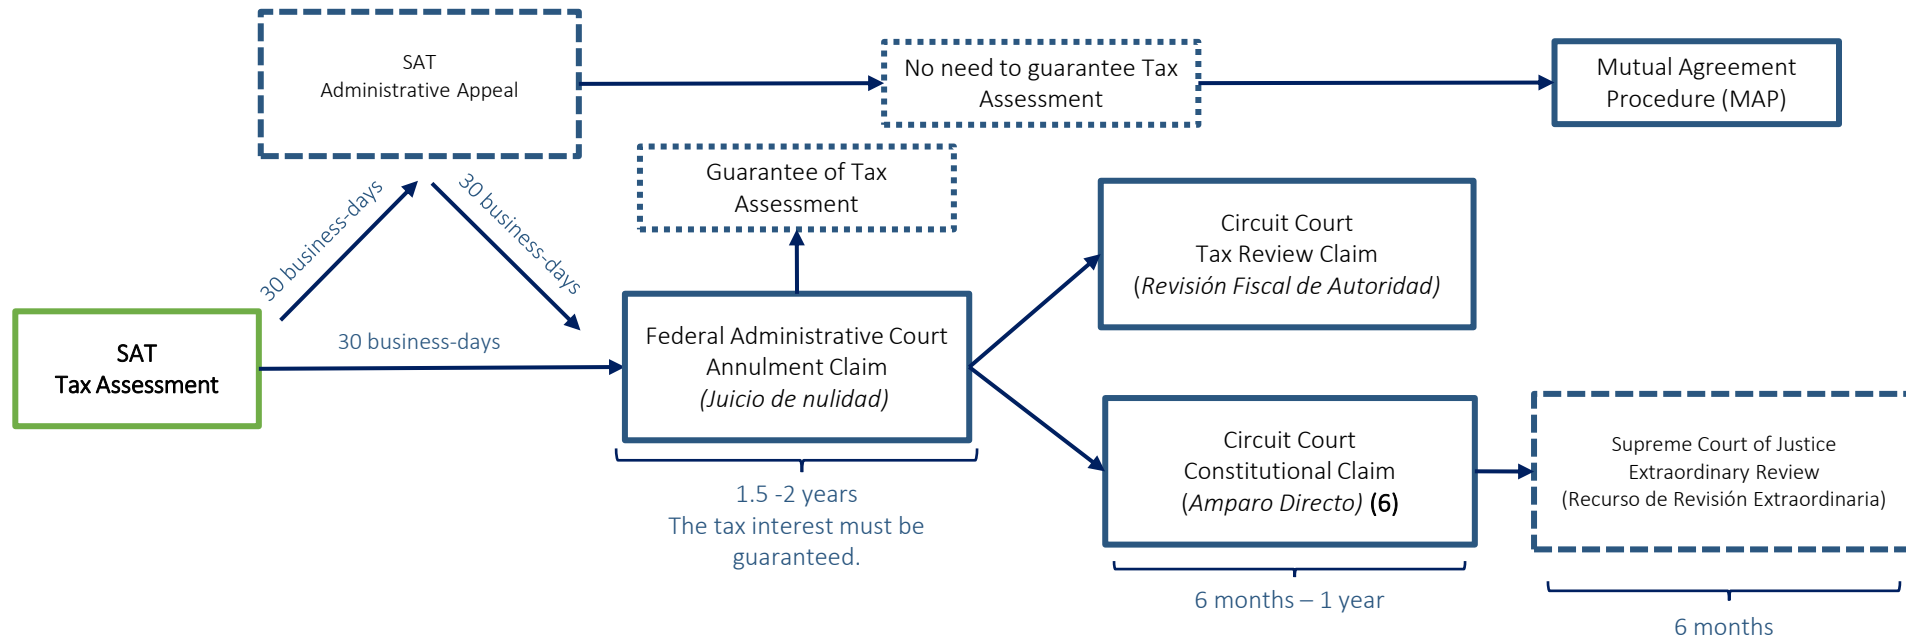 SAT
Administrative Appeal
No need to guarantee Tax
Assessment
Mutual Agreement
Procedure (MAP)
30 business-days
30 business-days
Guarantee of Tax
Assessment
Circuit Court
Tax Review Claim
(Revisión Fiscal de Autoridad)
SAT
Tax Assessment
30 business-days
Federal Administrative Court
Annulment Claim
(Juicio de nulidad)
Circuit Court
Constitutional Claim
(Amparo Directo) (6)
Supreme Court of Justice
Extraordinary Review
(Recurso de Revisión Extraordinaria)
1.5 -2 years
The tax interest must be
guaranteed.
6 months – 1 year
6 months